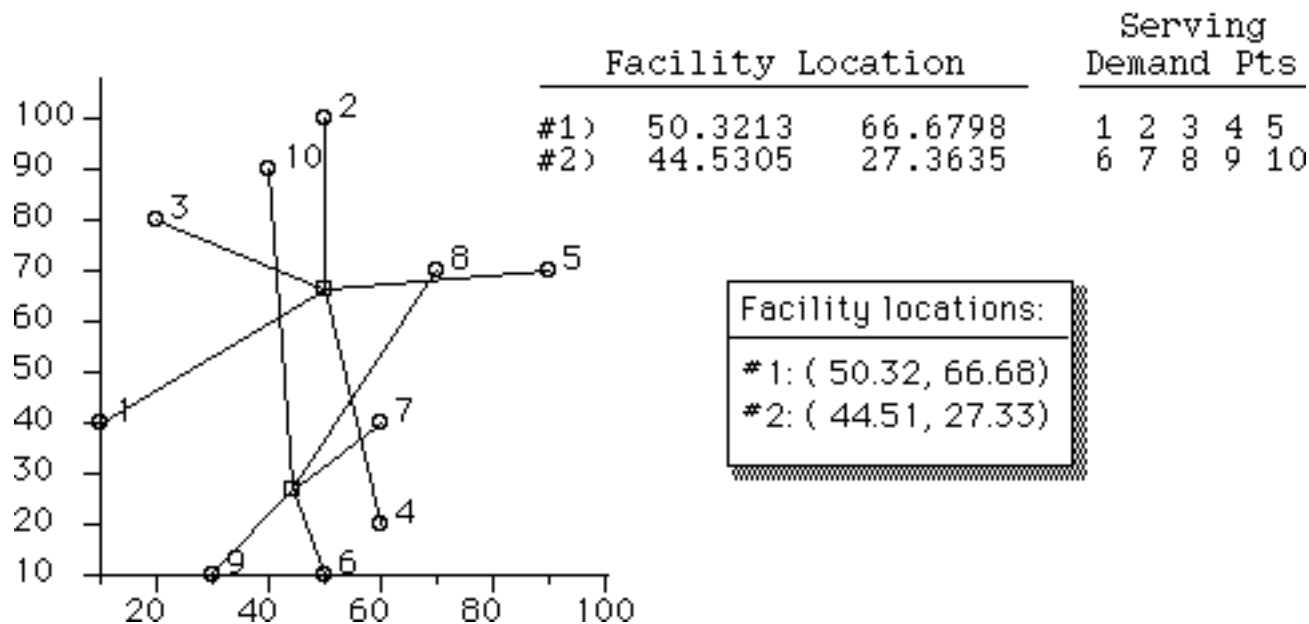 Serving
Facility Location Demand Pts
#1) 50.3213 66.6798 1 2 3 4 5
#2) 44.5305 27.3635 6 7 8 9 10
100
90
80
70
60
50
40
30
20
10
20 40 60 80 100
2
10
3
8
5
1
7
4
9
6
Facility locations:
#1: ( 50.32, 66.68)
#2: ( 44.51, 27.33)